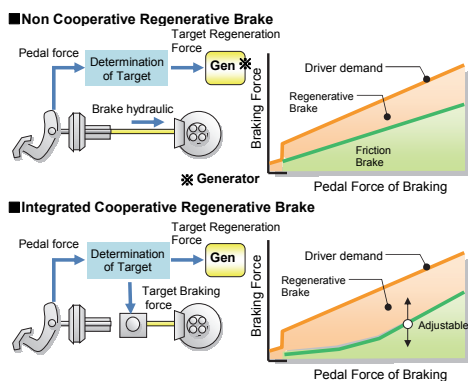 ■Non Cooperative Regenerative Brake
Pedal force
Determination
of Target
Target Regeneration
Force
Gen ※
Brake hydraulic
※ Generator
Braking Force
Driver demand
Regenerative
Brake
Friction
Brake
Pedal Force of Braking
■Integrated Cooperative Regenerative Brake
Pedal force
Determination
of Target
Target Regeneration
Force
Gen
Target Braking
force
Braking Force
Driver demand
Regenerative
Brake
Adjustable
Pedal Force of Braking